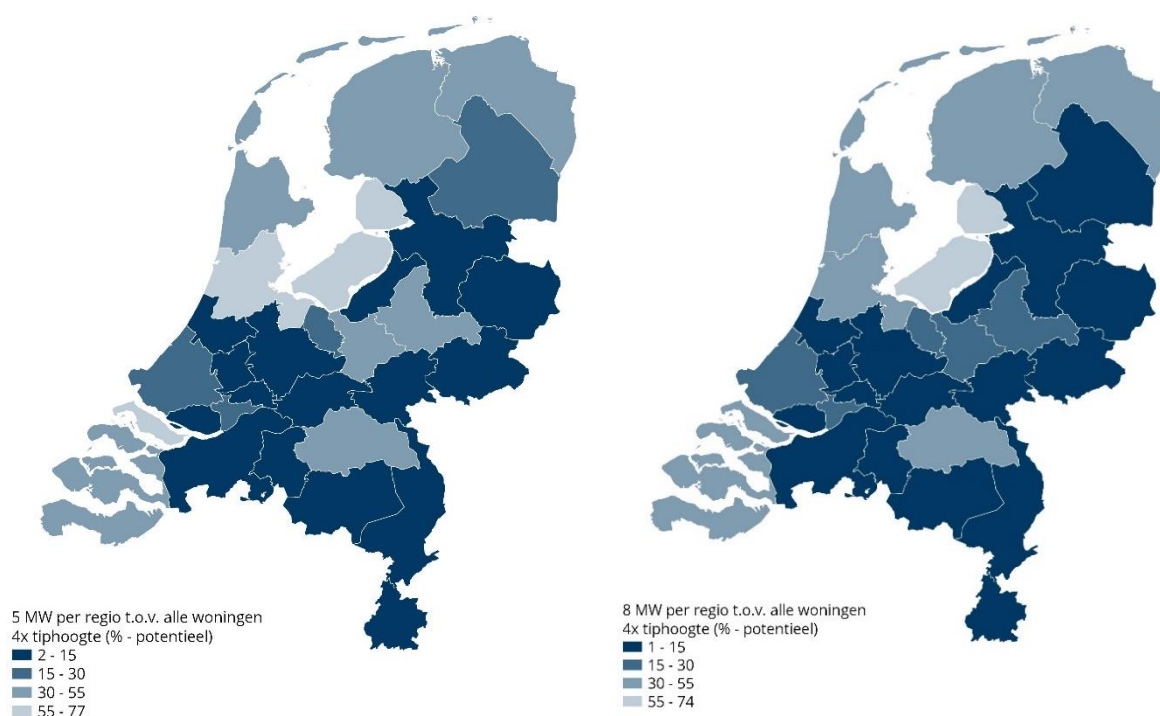 5 MW per regio t.o.v. alle woningen
4x tiphoogte (% - potentieel)
2 - 15
15 - 30
30 - 55
55 - 77
8 MW per regio t.o.v. alle woningen
4x tiphoogte (% - potentieel)
1 - 15
15 - 30
30 - 55
55 - 74